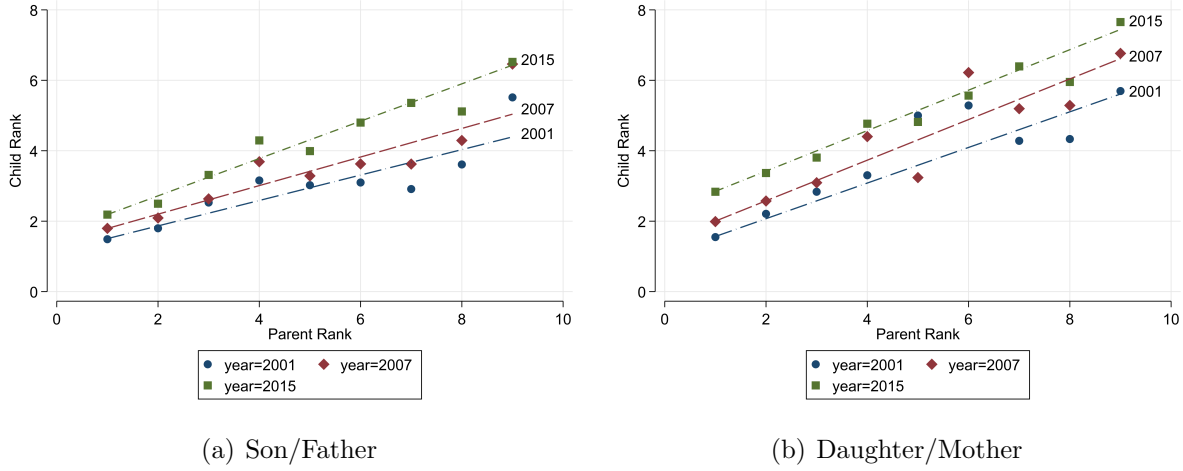 8
6
4
2
0
Child Rank
2015
2007
2001
0 2 4 6 8 10
Parent Rank
year=2001 year=2007
year=2015
(a) Son/Father
8
6
4
2
0
Child Rank
2015
2007
2001
0 2 4 6 8 10
Parent Rank
year=2001 year=2007
year=2015
(b) Daughter/Mother